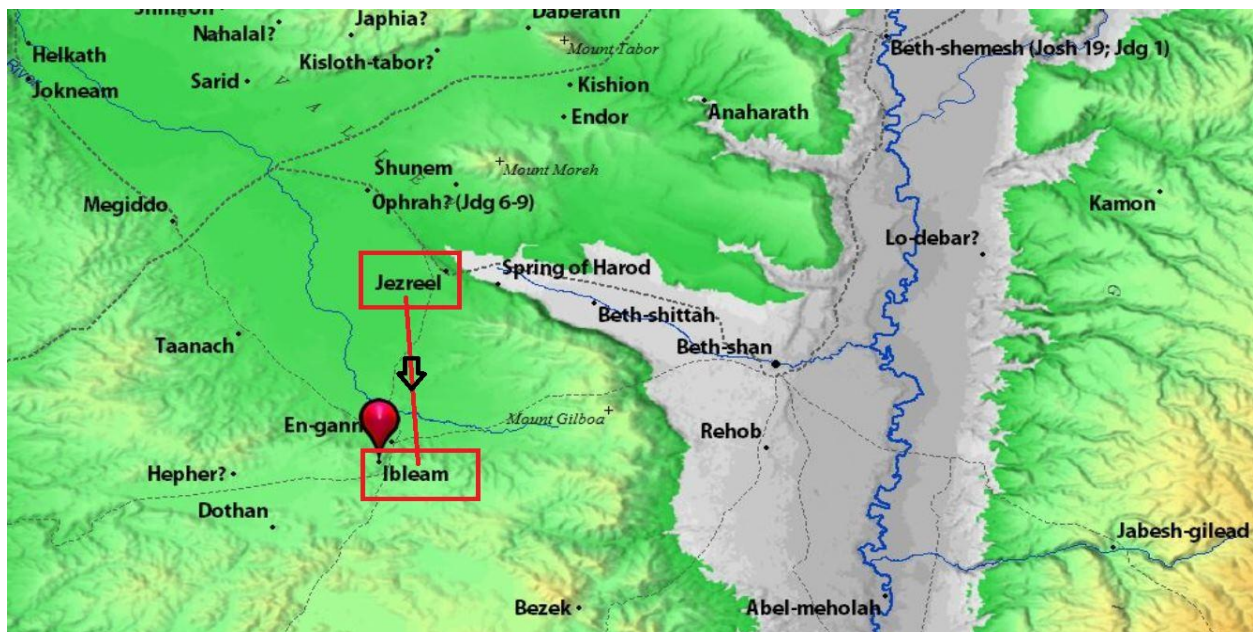 Nahalal?
Japhia?
Daberath
Mount Tabor
Helkath
Kisloth-tabor?
Beth-shemesh (Josh 19; Jdg 1)
River
Jokneam
Sarid
Kishion
Anaharath
Endor
VALLE
Shunem
Mount Moreh
Ophrah? (Jdg 6-9)
Megiddo
Kamon
Lo-debar?
G
Jezreel
Spring of Harod
Beth-shittah
Taanach
Beth-shan
Mount Gilboa
En-gann
Rehob
Hepher?
Ibleam
Dothan
Jabesh-gilead
Bezek
Abel-meholah